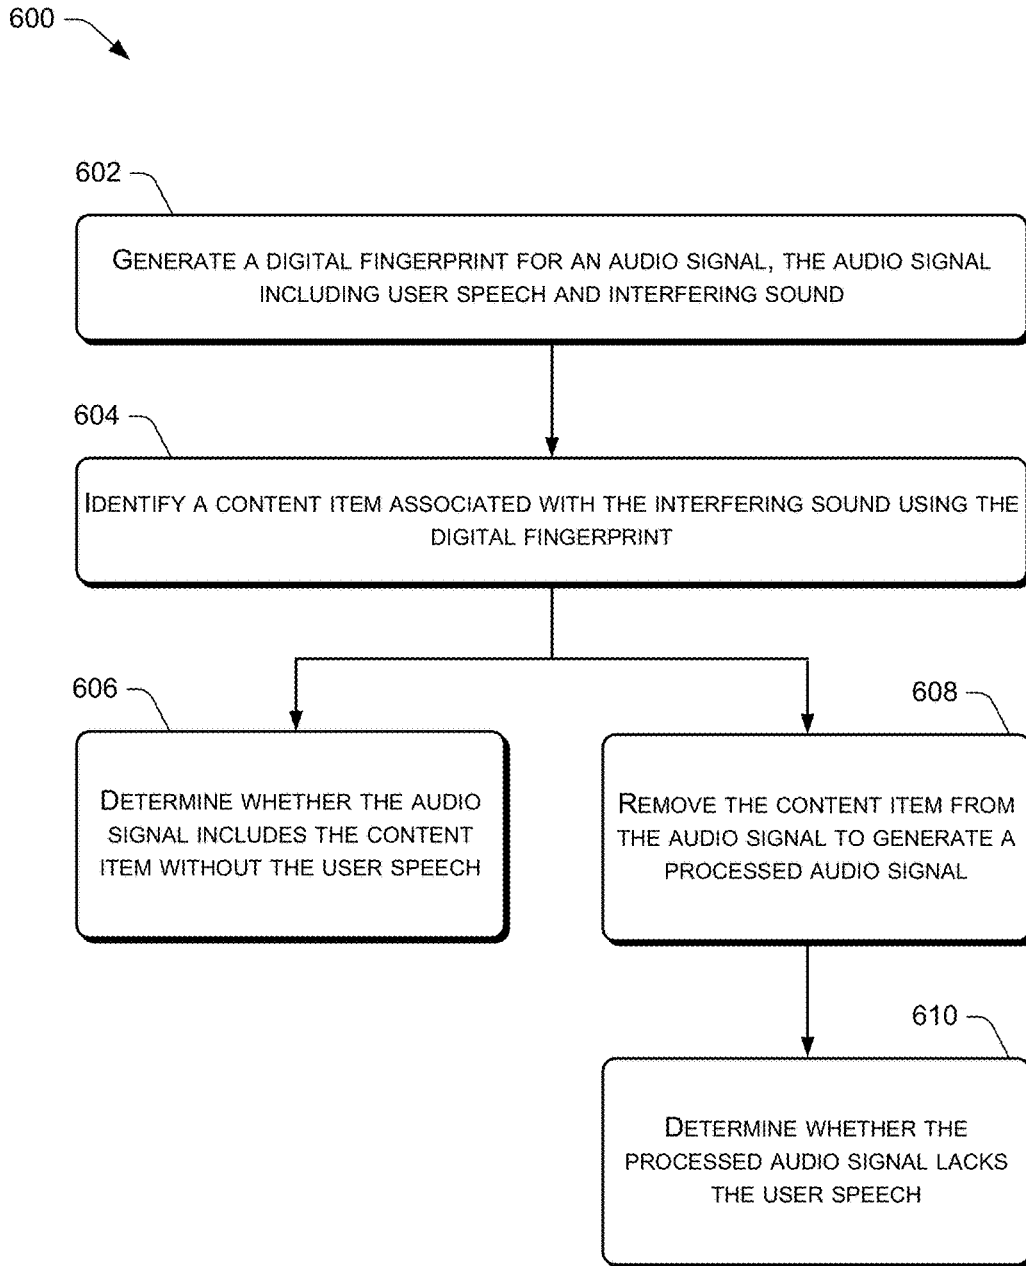 600
602
GENERATE A DIGITAL FINGERPRINT FOR AN AUDIO SIGNAL, THE AUDIO SIGNAL
INCLUDING USER SPEECH AND INTERFERING SOUND
604
IDENTIFY A CONTENT ITEM ASSOCIATED WITH THE INTERFERING SOUND USING THE
DIGITAL FINGERPRINT
606
DETERMINE WHETHER THE AUDIO
SIGNAL INCLUDES THE CONTENT
ITEM WITHOUT THE USER SPEECH
608
REMOVE THE CONTENT ITEM FROM
THE AUDIO SIGNAL TO GENERATE A
PROCESSED AUDIO SIGNAL
610
DETERMINE WHETHER THE
PROCESSED AUDIO SIGNAL LACKS
THE USER SPEECH